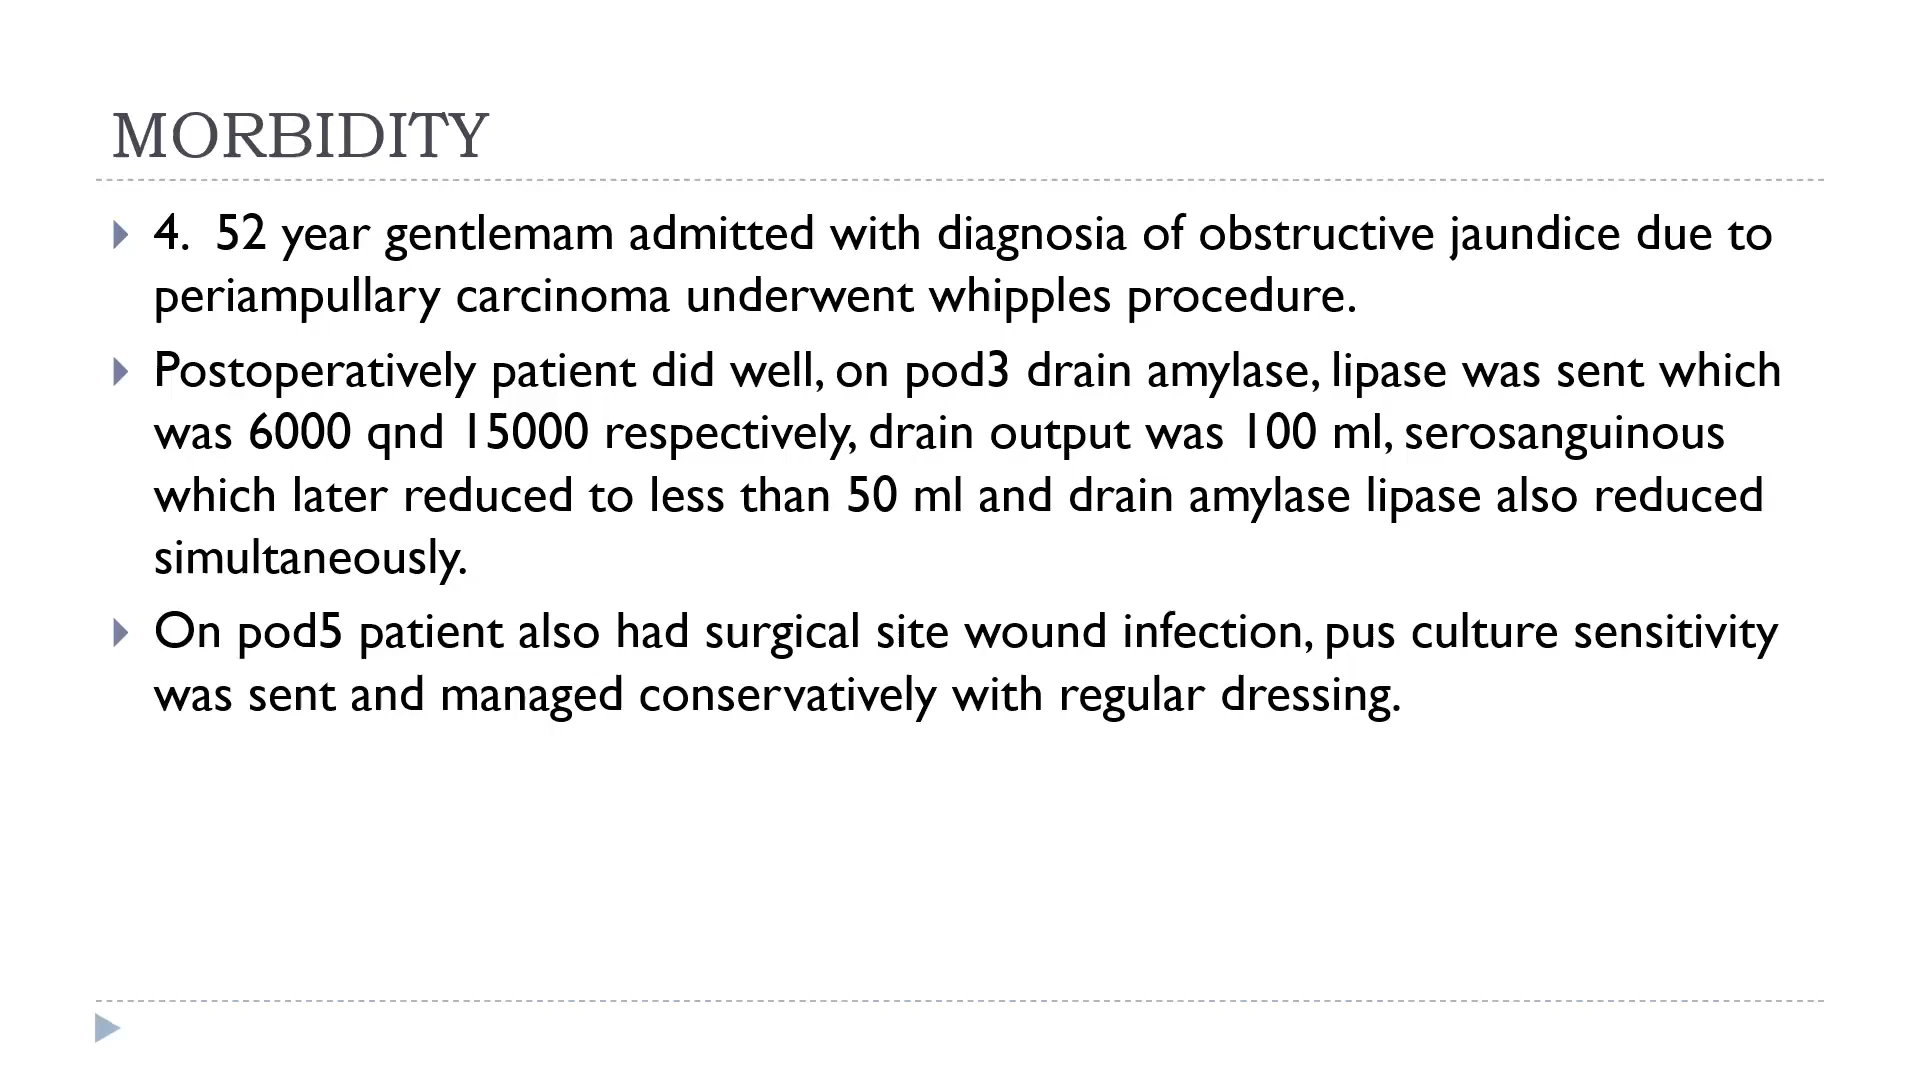 MORBIDITY
4. 52 year gentlemam admitted with diagnosia of obstructive jaundice due to
periampullary carcinoma underwent whipples procedure.
Postoperatively patient did well, on pod3 drain amylase, lipase was sent which
was 6000 qnd 15000 respectively, drain output was 100 ml, serosanguinous
which later reduced to less than 50 ml and drain amylase lipase also reduced
simultaneously.
On pod5 patient also had surgical site wound infection, pus culture sensitivity
was sent and managed conservatively with regular dressing.